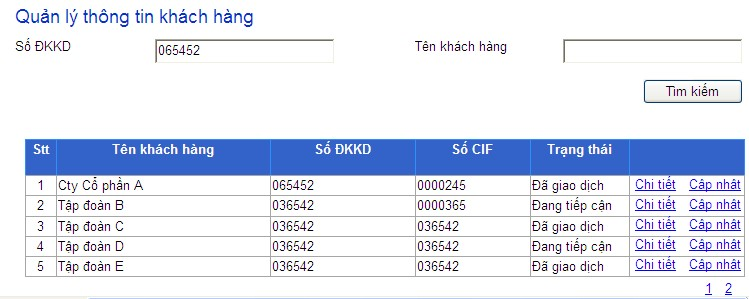 Quản lý thông tin khách hàng
Số ĐKKD 065452 Tên khách hàng
Tìm kiếm
Stt Tên khách hàng Số ĐKKD Số CIF Trạng thái
1 Cty Cổ phần A 065452 0000245 Đã giao dịch Chi tiết Cập nhật
2 Tập đoàn B 036542 0000365 Đang tiếp cận Chi tiết Cập nhật
3 Tập đoàn C 036542 036542 Đã giao dịch Chi tiết Cập nhật
4 Tập đoàn D 036542 036542 Đang tiếp cận Chi tiết Cập nhật
5 Tập đoàn E 036542 036542 Đã giao dịch Chi tiết Cập nhật
1 2